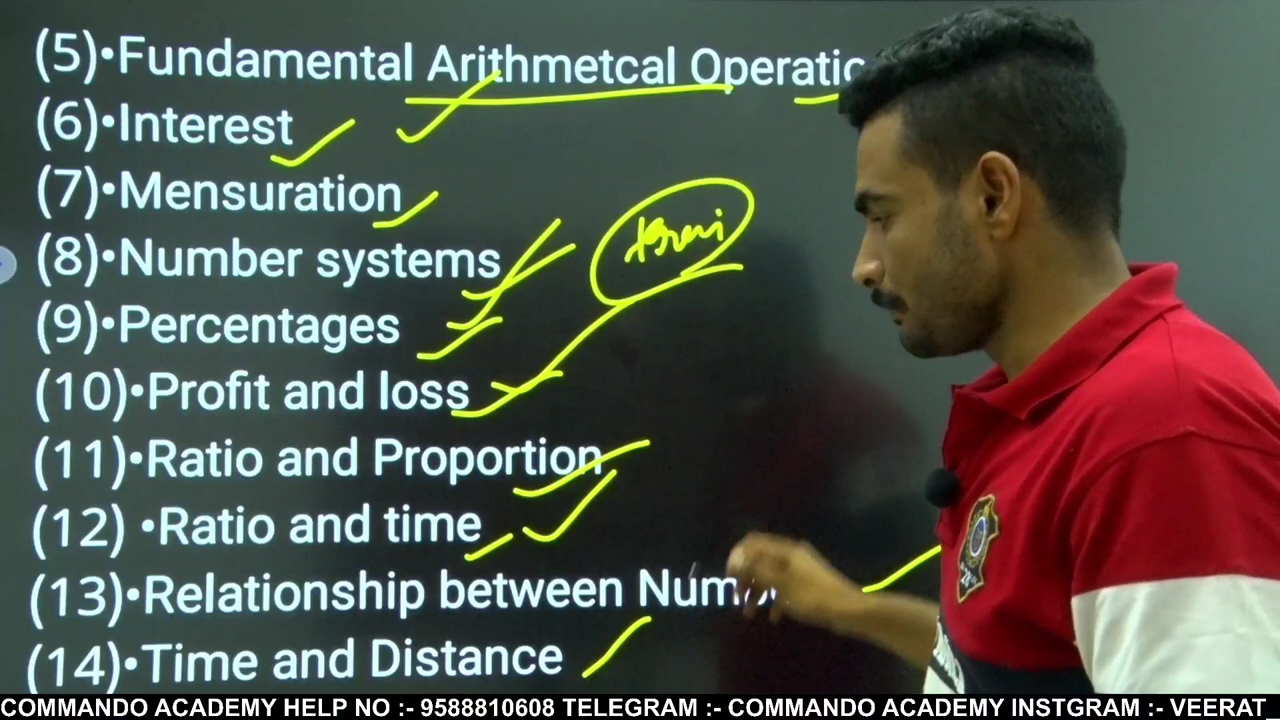 (5)•Fundamental Arithmetcal Operatio
(6)•Interest
(7)•Mensuration
(8)•Number systems
(9)•Percentages
(10)•Profit and loss
(11)•Ratio and Proportion
(12) •Ratio and time
(13)•Relationship between Num
(14)•Time and Distance
COMMANDO ACADEMY HELP NO :- 9588810608 TELEGRAM :- COMMANDO ACADEMY INSTGRAM :- VEERAT